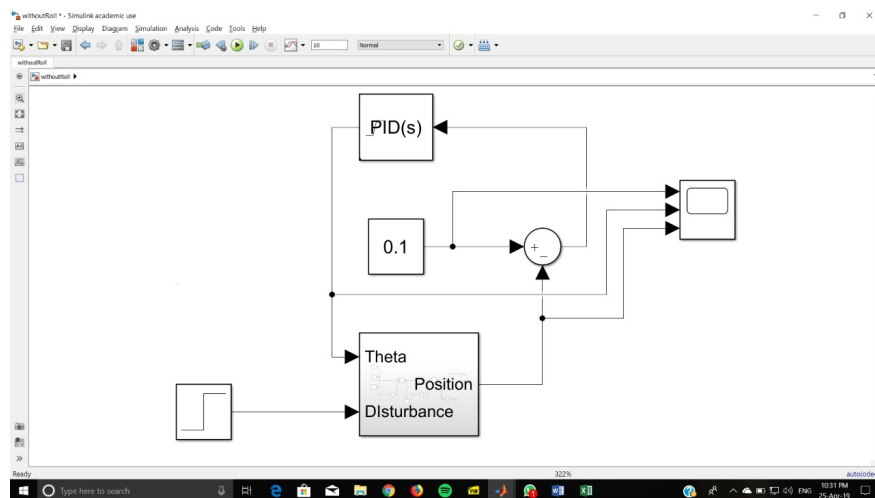 withoutRoll * - Simulink academic use
File Edit View Display Diagram Simulation Analysis Code Tools Help
10 Normal
withoutRoll
withoutRoll
PID(s)
0.1
+
−
Theta
Position
DIsturbance
Ready 322% auto(ode
Type here to search
ENG 10:31 PM
25-Apr-19